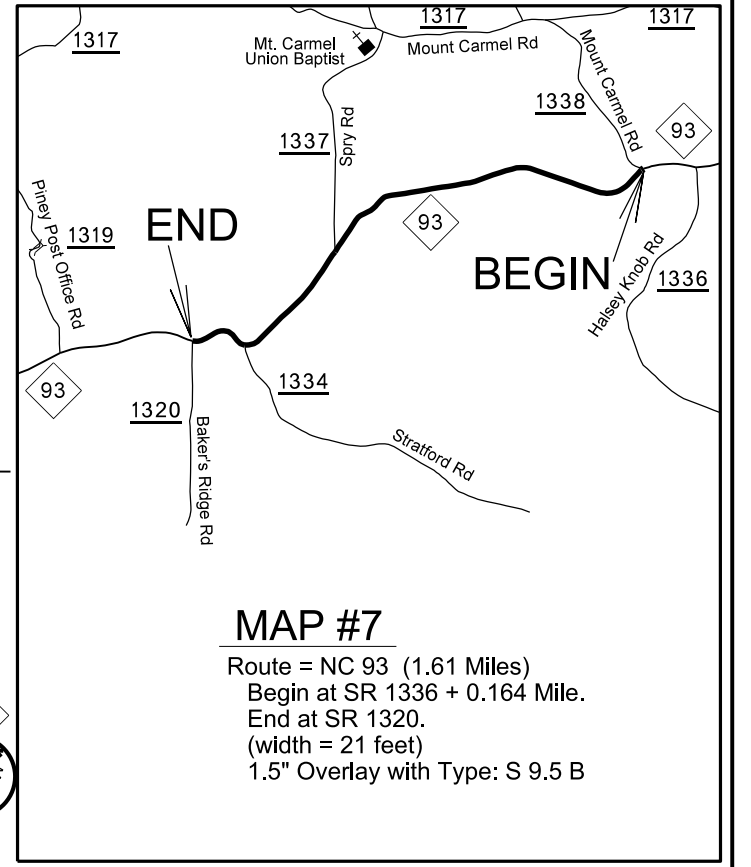 1317
1317
1317
Mt. Carmel
Union Baptist
Mount Carmel Rd
Mount Carmel Rd
1338
93
1337
Spry Rd
Piney Post Office Rd
1319
END
93
BEGIN
Halsey Knob Rd
1336
93
1334
1320
Baker's Ridge Rd
Stratford Rd
MAP #7
Route = NC 93 (1.61 Miles)
Begin at SR 1336 + 0.164 Mile.
End at SR 1320.
(width = 21 feet)
1.5" Overlay with Type: S 9.5 B